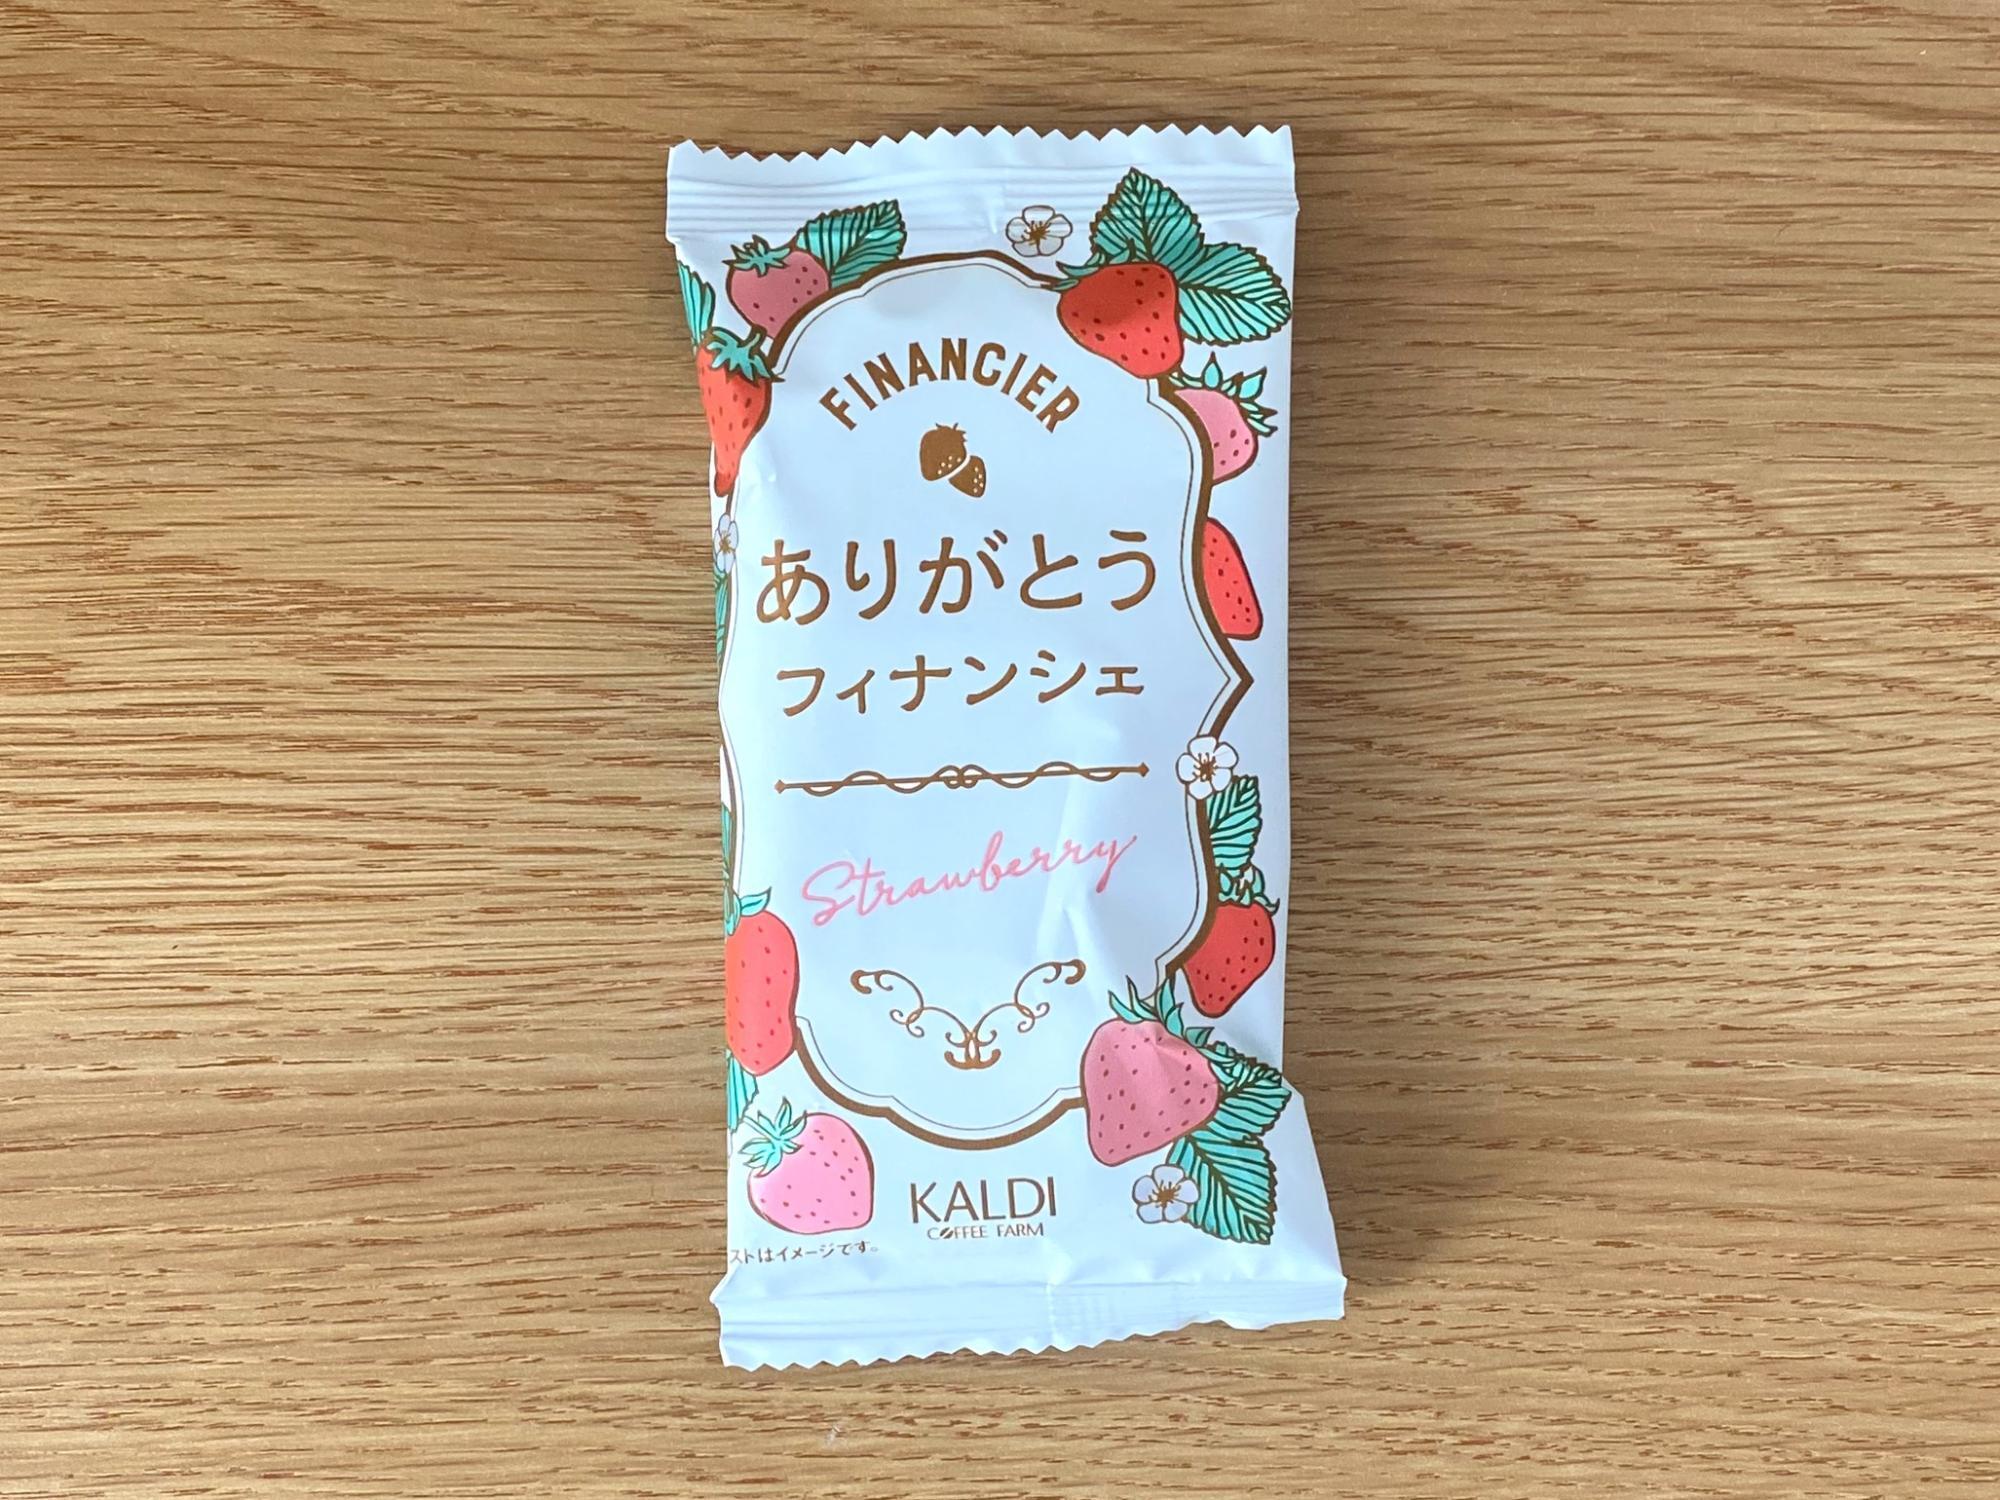 FINANCIER
ありがとう
フィナンシェ
Strawberry
KALDI
COFFEE FARM
ストはイメージです。